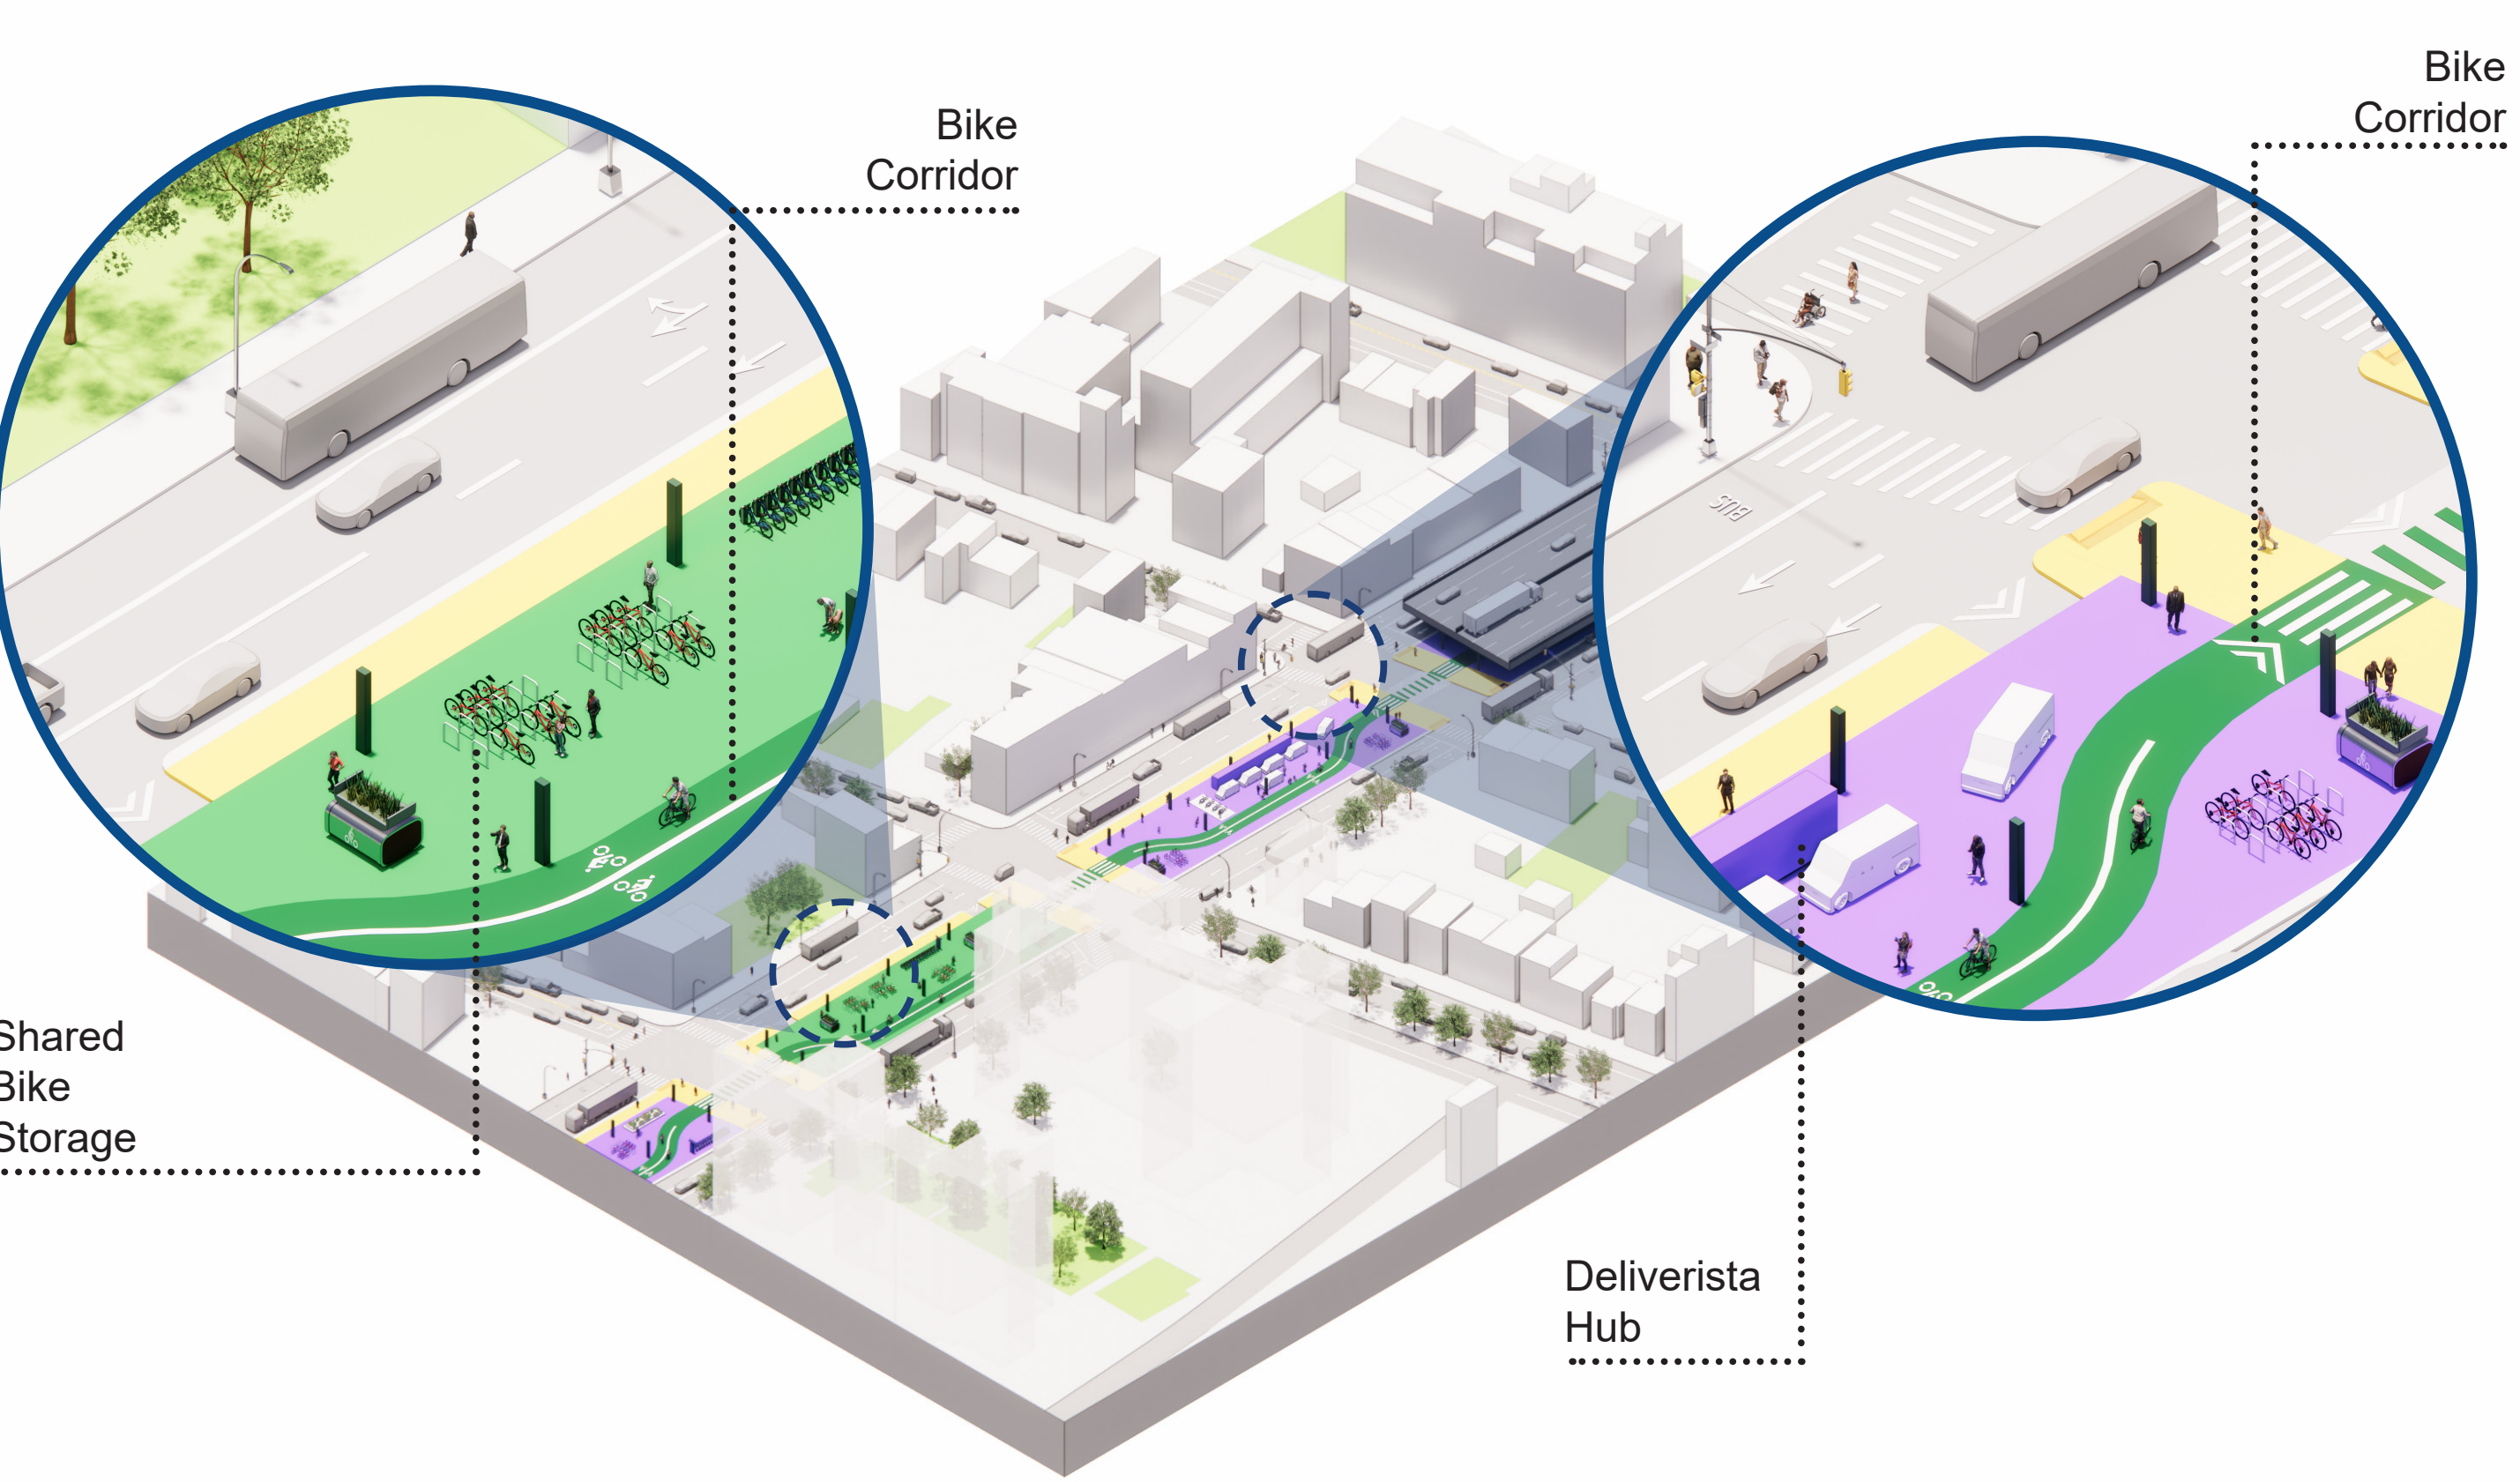 Bike
Corridor
Bike
Corridor
BUS
Shared
Bike
Storage
Deliverista
Hub